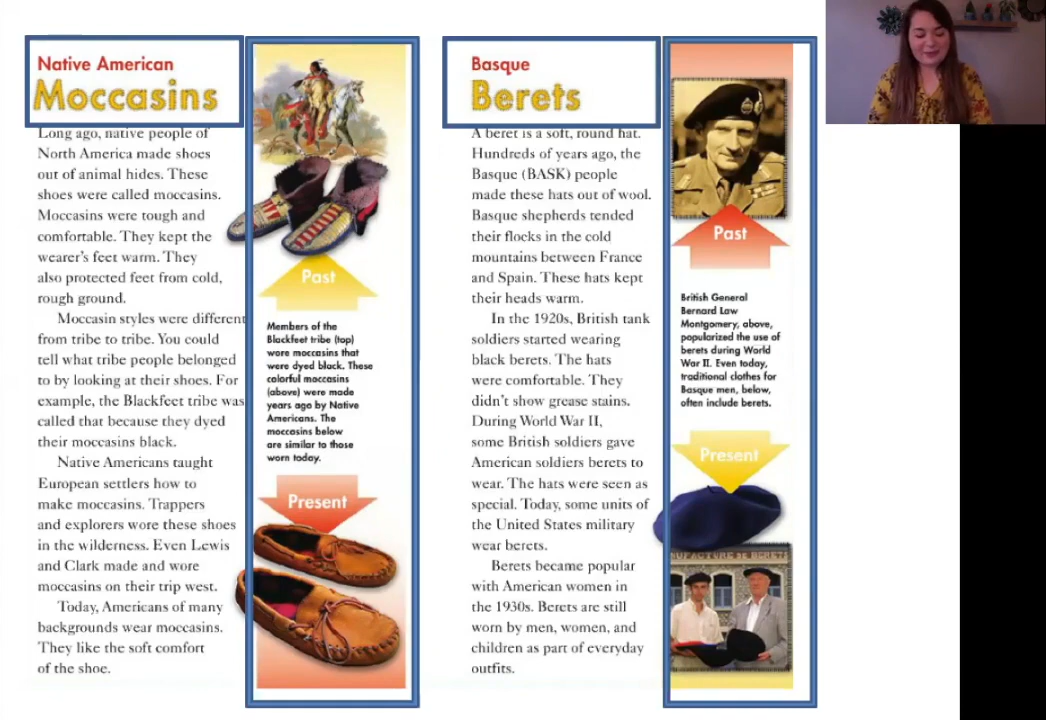 Native American
Moccasins
Long ago, native people of
North America made shoes
out of animal hides. These
shoes were called moccasins.
Moccasins were tough and
comfortable. They kept the
wearer's feet warm. They
also protected feet from cold,
rough ground.
Moccasin styles were different
from tribe to tribe. You could
tell what tribe people belonged
to by looking at their shoes. For
example, the Blackfeet tribe was
called that because they dyed
their moccasins black.
Native Americans taught
European settlers how to
make moccasins. Trappers
and explorers wore these shoes
in the wilderness. Even Lewis
and Clark made and wore
moccasins on their trip west.
Today, Americans of many
backgrounds wear moccasins.
They like the soft comfort
of the shoe.
Past
Members of the
Blackfeet tribe (top)
wore moccasins that
were dyed black. These
colorful moccasins
(above) were made
years ago by Native
Americans. The
moccasins below
are similar to those
worn today.
Present
Basque
Berets
A beret is a soft, round hat.
Hundreds of years ago, the
Basque (BASK) people
made these hats out of wool.
Basque shepherds tended
their flocks in the cold
mountains between France
and Spain. These hats kept
their heads warm.
In the 1920s, British tank
soldiers started wearing
black berets. The hats
were comfortable. They
didn't show grease stains.
During World War II,
some British soldiers gave
American soldiers berets to
wear. The hats were seen as
special. Today, some units of
the United States military
wear berets.
Berets became popular
with American women in
the 1930s. Berets are still
worn by men, women, and
children as part of everyday
outfits.
Past
British General
Bernard Law
Montgomery, above,
popularized the use of
berets during World
War II. Even today,
traditional clothes for
Basque men, below,
often include berets.
Present
DE BERETS